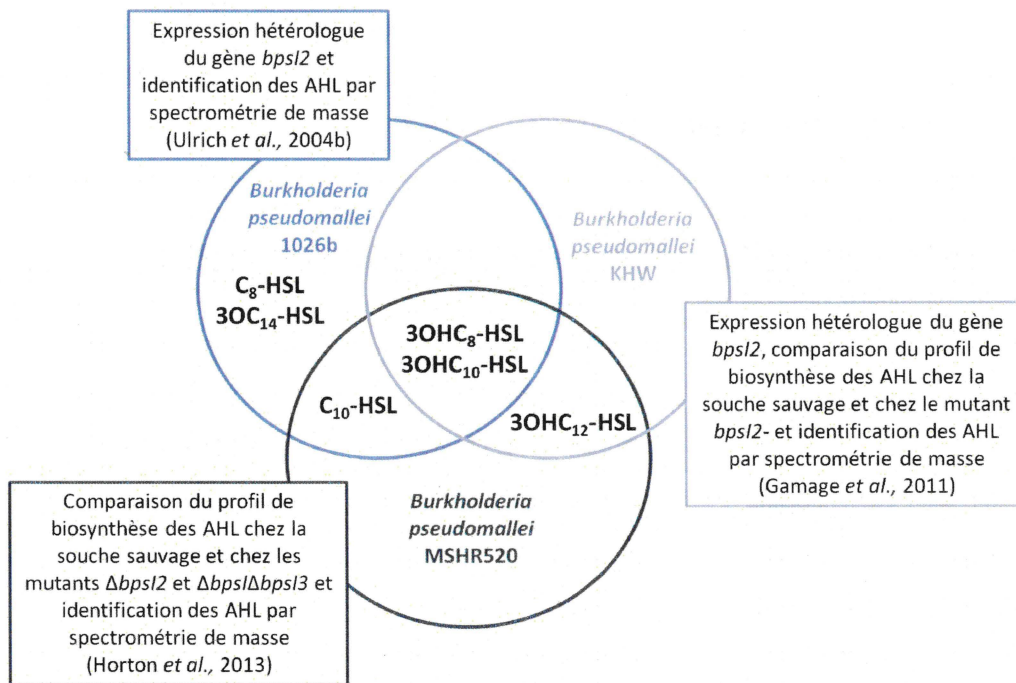 Expression hétérologue
du gène bpsI2 et
identification des AHL par
spectrométrie de masse
(Ulrich et al., 2004b)
Burkholderia
pseudomallei
1026b
Burkholderia
pseudomallei
KHW
C₈-HSL
3OC₁₄-HSL
3OHC₈-HSL
3OHC₁₀-HSL
C₁₀-HSL
3OHC₁₂-HSL
Expression hétérologue du gène
bpsI2, comparaison du profil de
biosynthèse des AHL chez la
souche sauvage et chez le mutant
bpsI2- et identification des AHL
par spectrométrie de masse
(Gamage et al., 2011)
Burkholderia
pseudomallei
MSHR520
Comparaison du profil de
biosynthèse des AHL chez la
souche sauvage et chez les
mutants ΔbpsI2 et ΔbpsIΔbpsI3 et
identification des AHL par
spectrométrie de masse
(Horton et al., 2013)